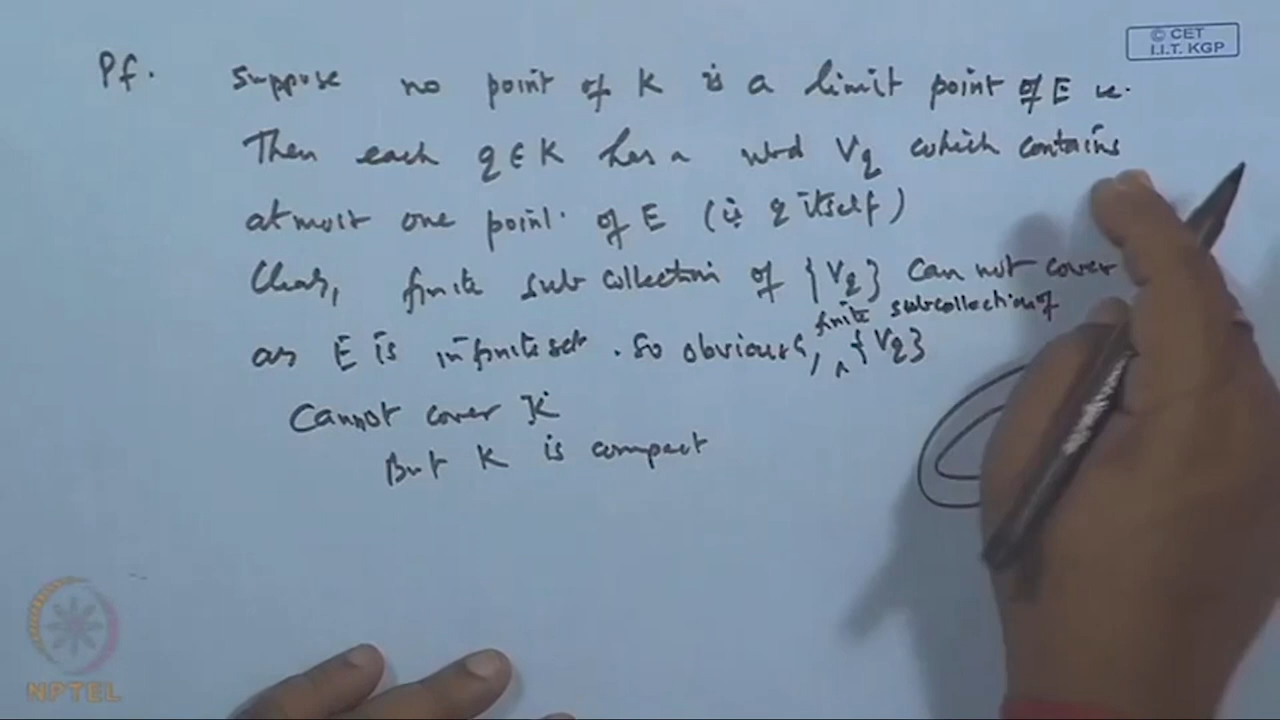 © CET
I.I.T. KGP
Pf. Suppose no point of K is a limit point of E
Then each q ∈ K has a nbd Vq which contains
atmost one point of E (is q itself)
Clearly, finite sub collection of {Vq} can not cover
finite subcollection of
as E is infinite set. So obviously, ^ {Vq}
Cannot cover K
But K is compact
NPTEL